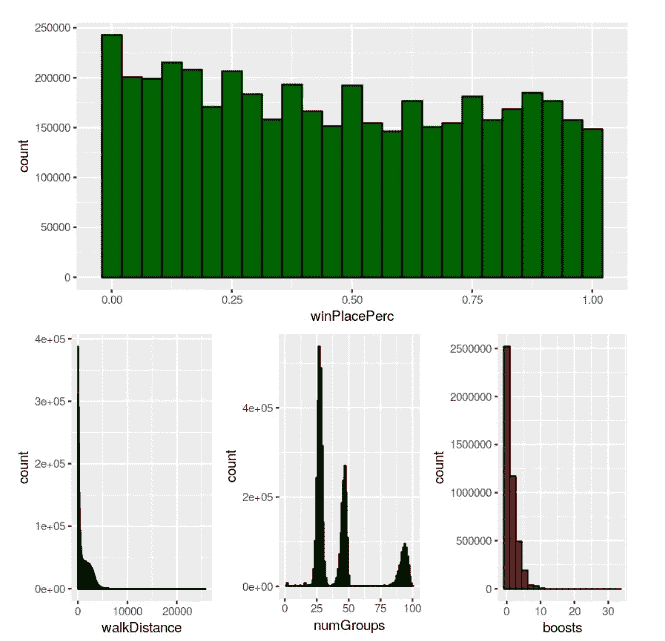 250000
200000
150000
100000
50000
0
count
0.00 0.25 0.50 0.75 1.00
winPlacePerc
4e+05
3e+05
2e+05
1e+05
0e+00
count
0 10000 20000
walkDistance
4e+05
2e+05
0e+00
count
0 25 50 75 100
numGroups
2500000
2000000
1500000
1000000
500000
0
count
0 10 20 30
boosts